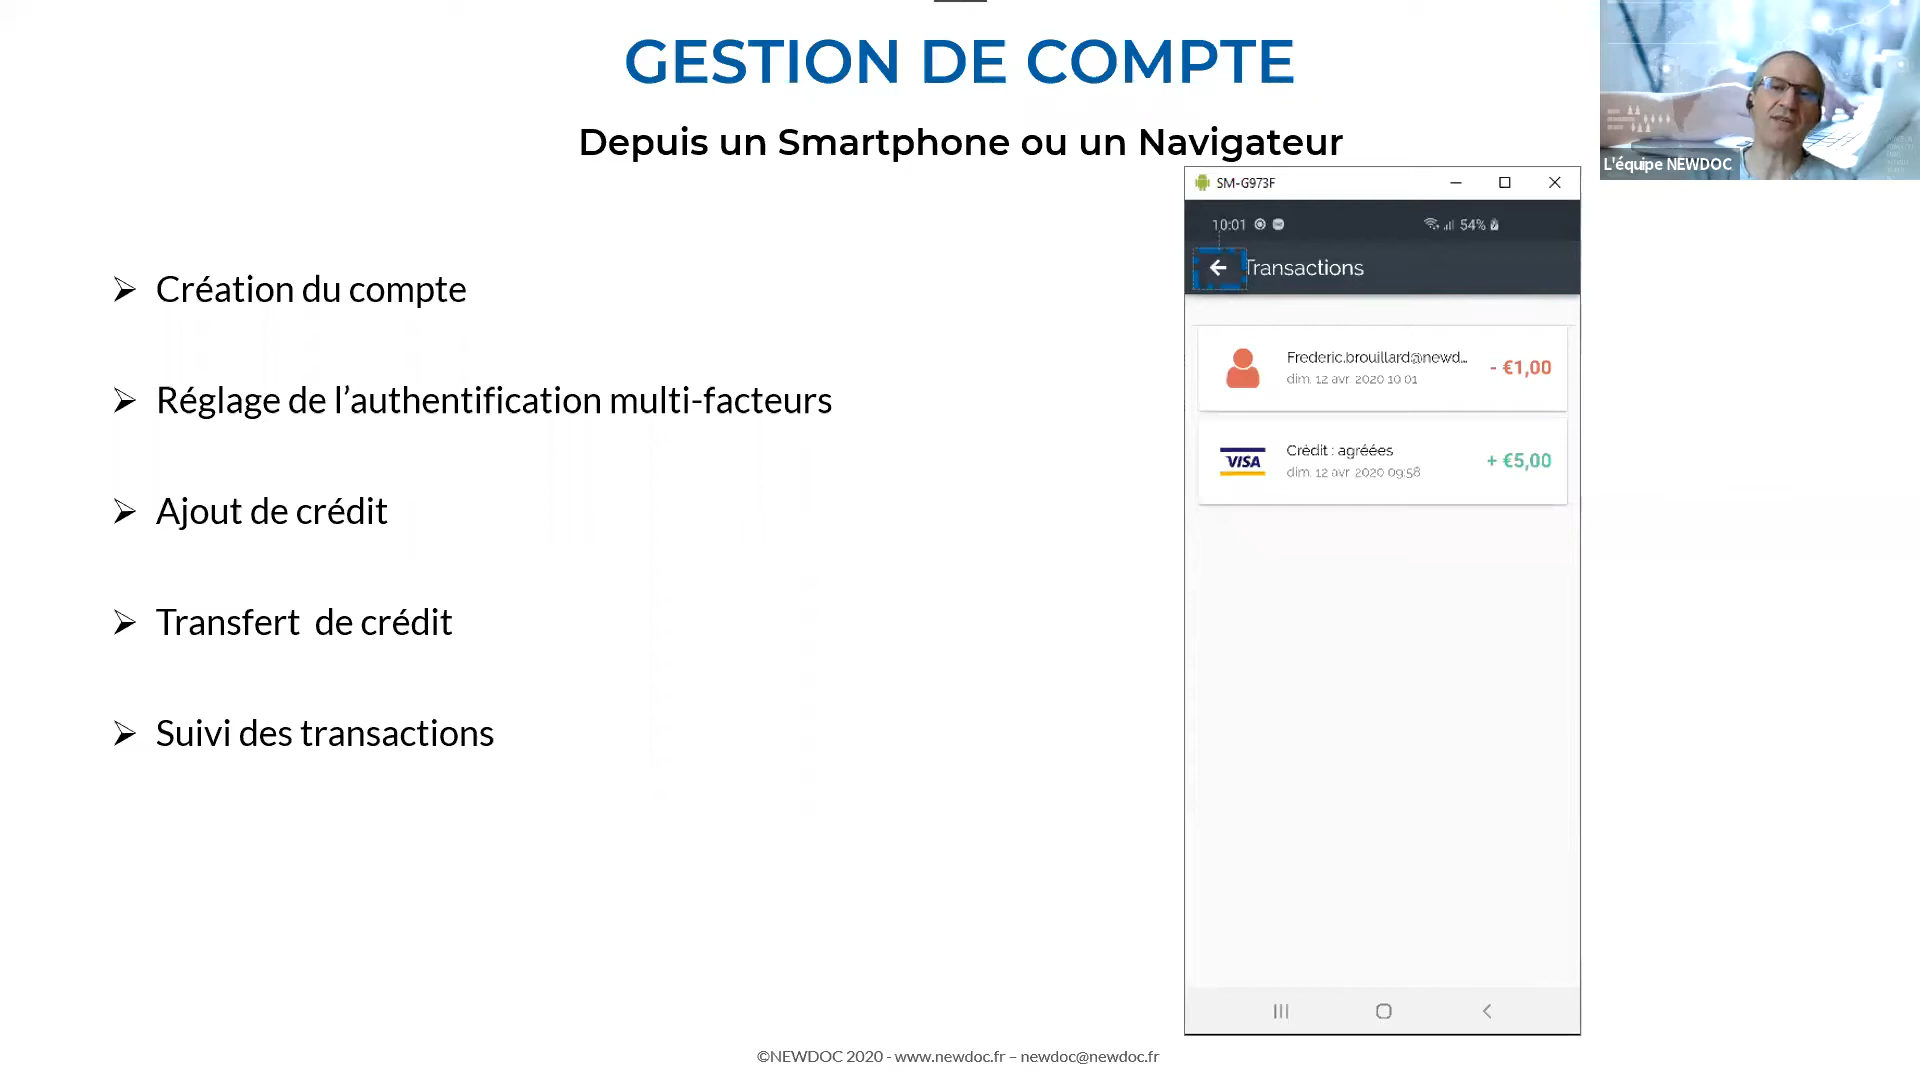 GESTION DE COMPTE
Depuis un Smartphone ou un Navigateur
L'équipe NEWDOC
➢ Création du compte
➢ Réglage de l’authentification multi-facteurs
➢ Ajout de crédit
➢ Transfert  de crédit
➢ Suivi des transactions
SM-G973F
10:01 54%
Transactions
Frederic.brouillard@newd... - €1,00
dim. 12 avr. 2020 10:01
VISA Crédit : agréées + €5,00
dim. 12 avr. 2020 09:58
©NEWDOC 2020 - www.newdoc.fr – newdoc@newdoc.fr